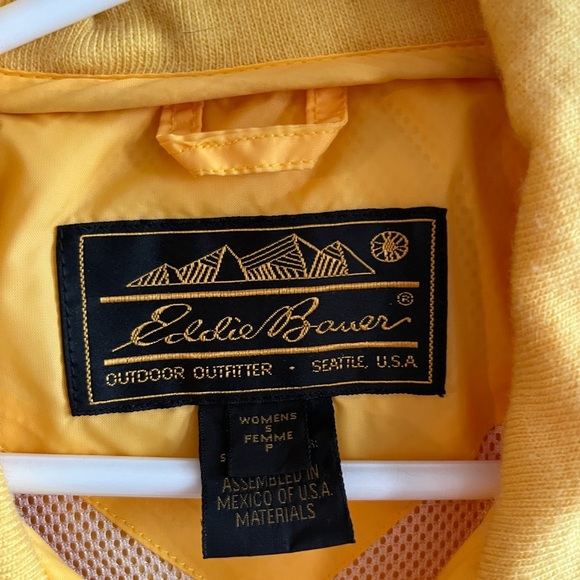 Eddie Bauer ®
OUTDOOR OUTFITTER • SEATTLE, U.S.A.
WOMENS
S
FEMME
P
ASSEMBLED IN
MEXICO OF U.S.A.
MATERIALS